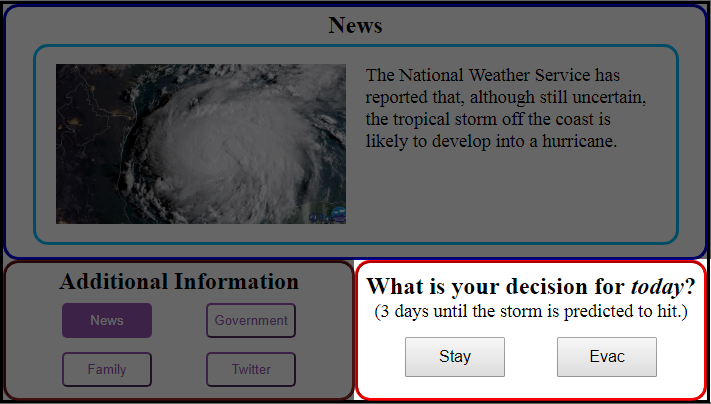 News
The National Weather Service has
reported that, although still uncertain,
the tropical storm off the coast is
likely to develop into a hurricane.
Additional Information
News
Government
Family
Twitter
What is your decision for today?
(3 days until the storm is predicted to hit.)
Stay
Evac